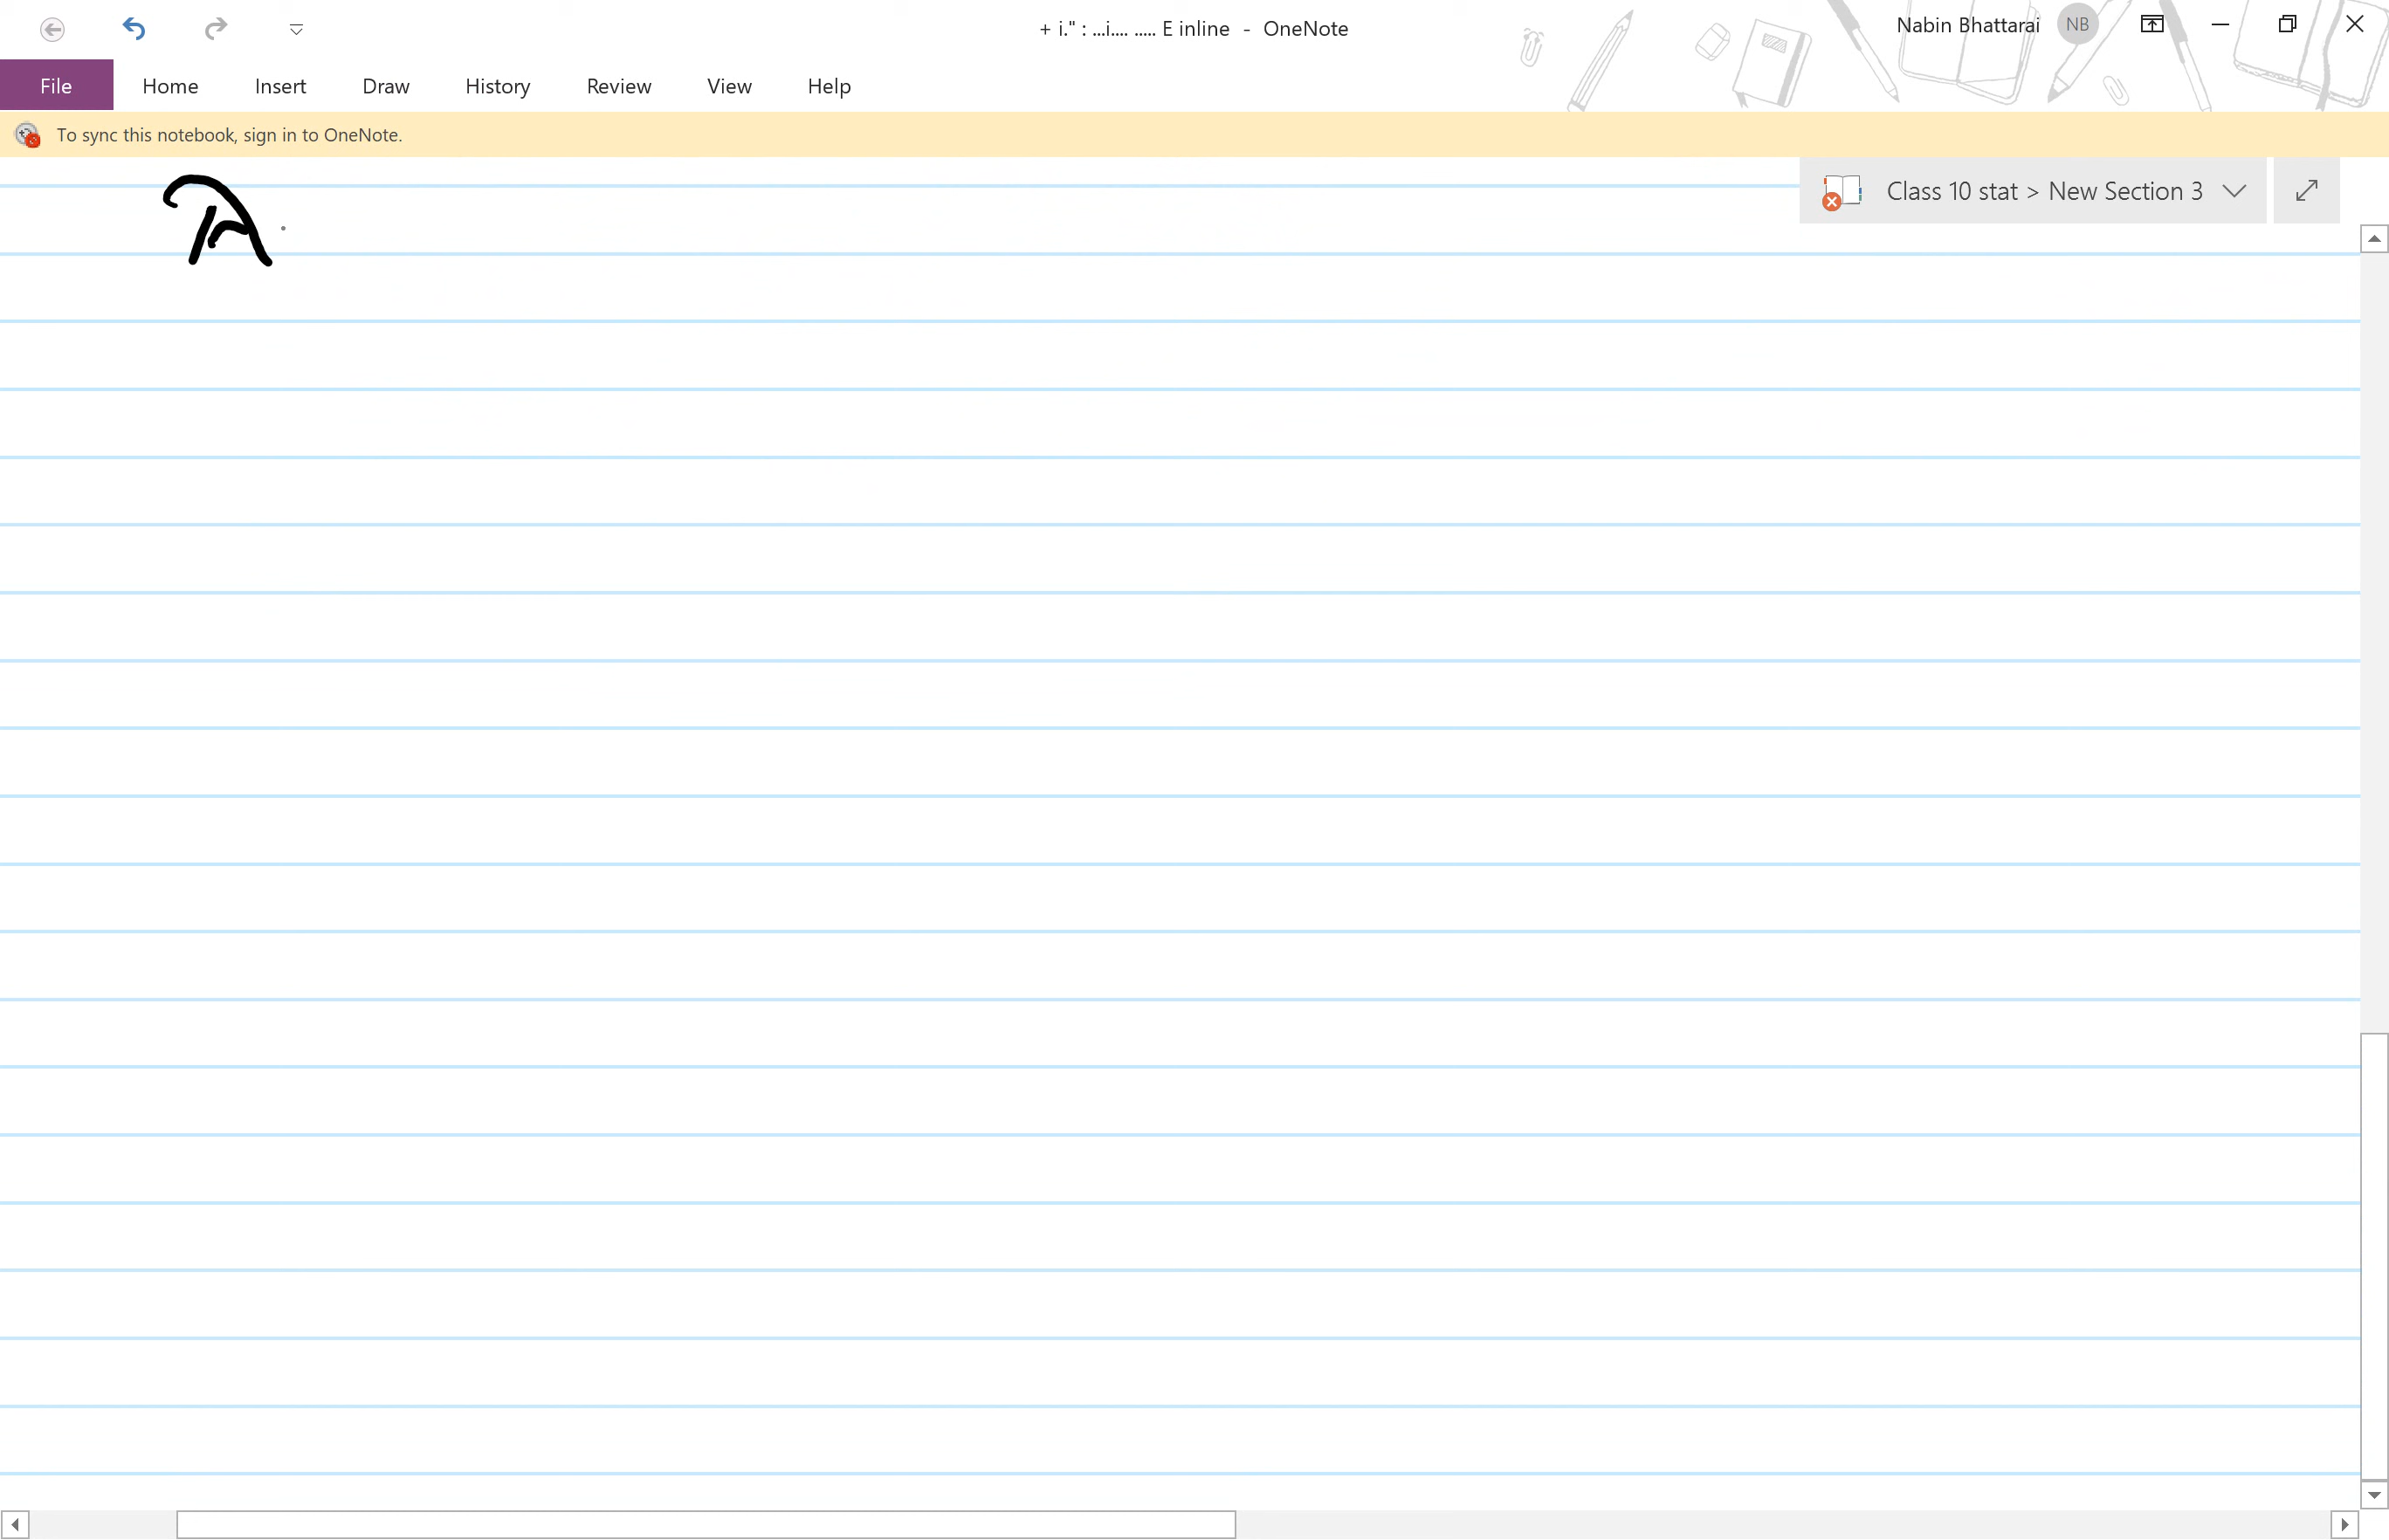 + i." : ...i.... ..... E inline - OneNote
Nabin Bhattarai NB
File Home Insert Draw History Review View Help
To sync this notebook, sign in to OneNote.
Class 10 stat > New Section 3